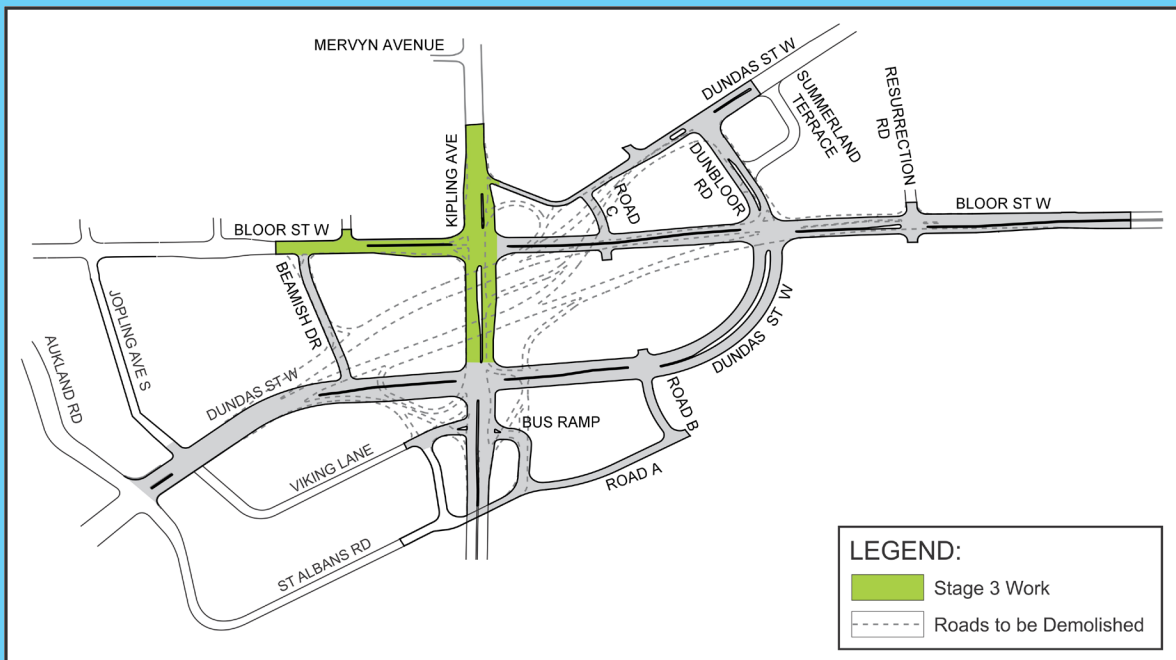 MERVYN AVENUE
DUNDAS ST W
SUMMERLAND
TERRACE
RESURRECTION
RD
KIPLING AVE
DUNBLOOR
RD
ROAD
C
BLOOR ST W
BLOOR ST W
BEAMISH DR
JOPLING AVE S
AUKLAND RD
DUNDAS ST W
DUNDAS ST W
ROAD B
BUS RAMP
VIKING LANE
ROAD A
ST ALBANS RD
LEGEND:
Stage 3 Work
Roads to be Demolished